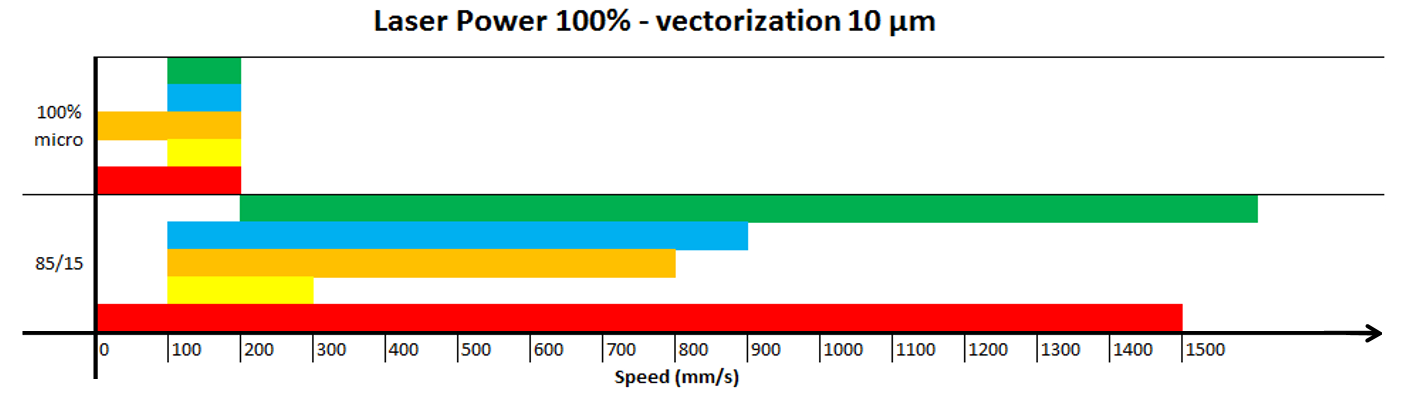 Laser Power 100% - vectorization 10 µm
100%
micro
85/15
0 100 200 300 400 500 600 700 800 900 1000 1100 1200 1300 1400 1500
Speed (mm/s)